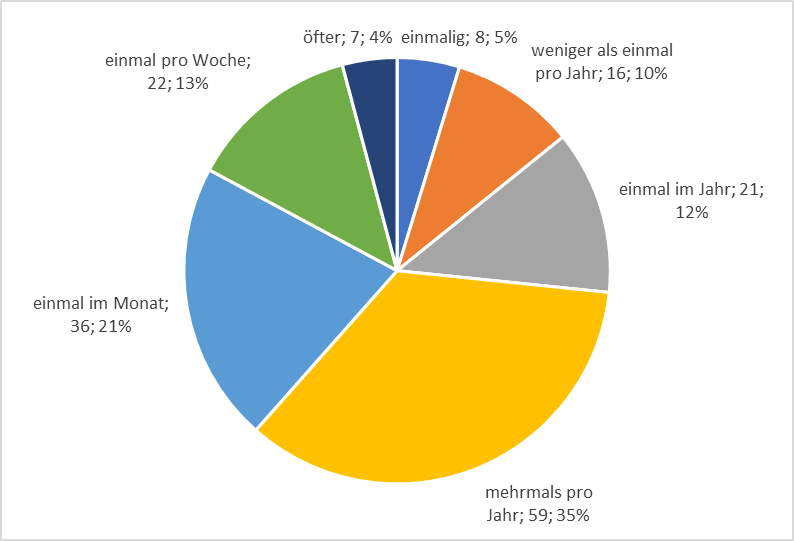 öfter; 7; 4%
einmalig; 8; 5%
weniger als einmal
pro Jahr; 16; 10%
einmal im Jahr; 21;
12%
mehrmals pro
Jahr; 59; 35%
einmal im Monat;
36; 21%
einmal pro Woche;
22; 13%